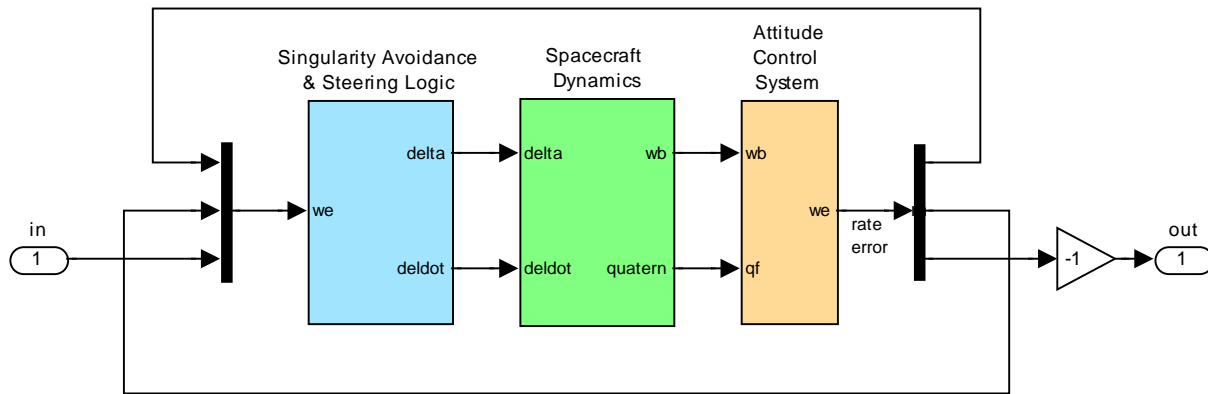 Singularity Avoidance
& Steering Logic
Spacecraft
Dynamics
Attitude
Control
System
delta
delta
wb
wb
in
1
we
we
rate
error
-1
out
1
deldot
deldot
quatern
qf